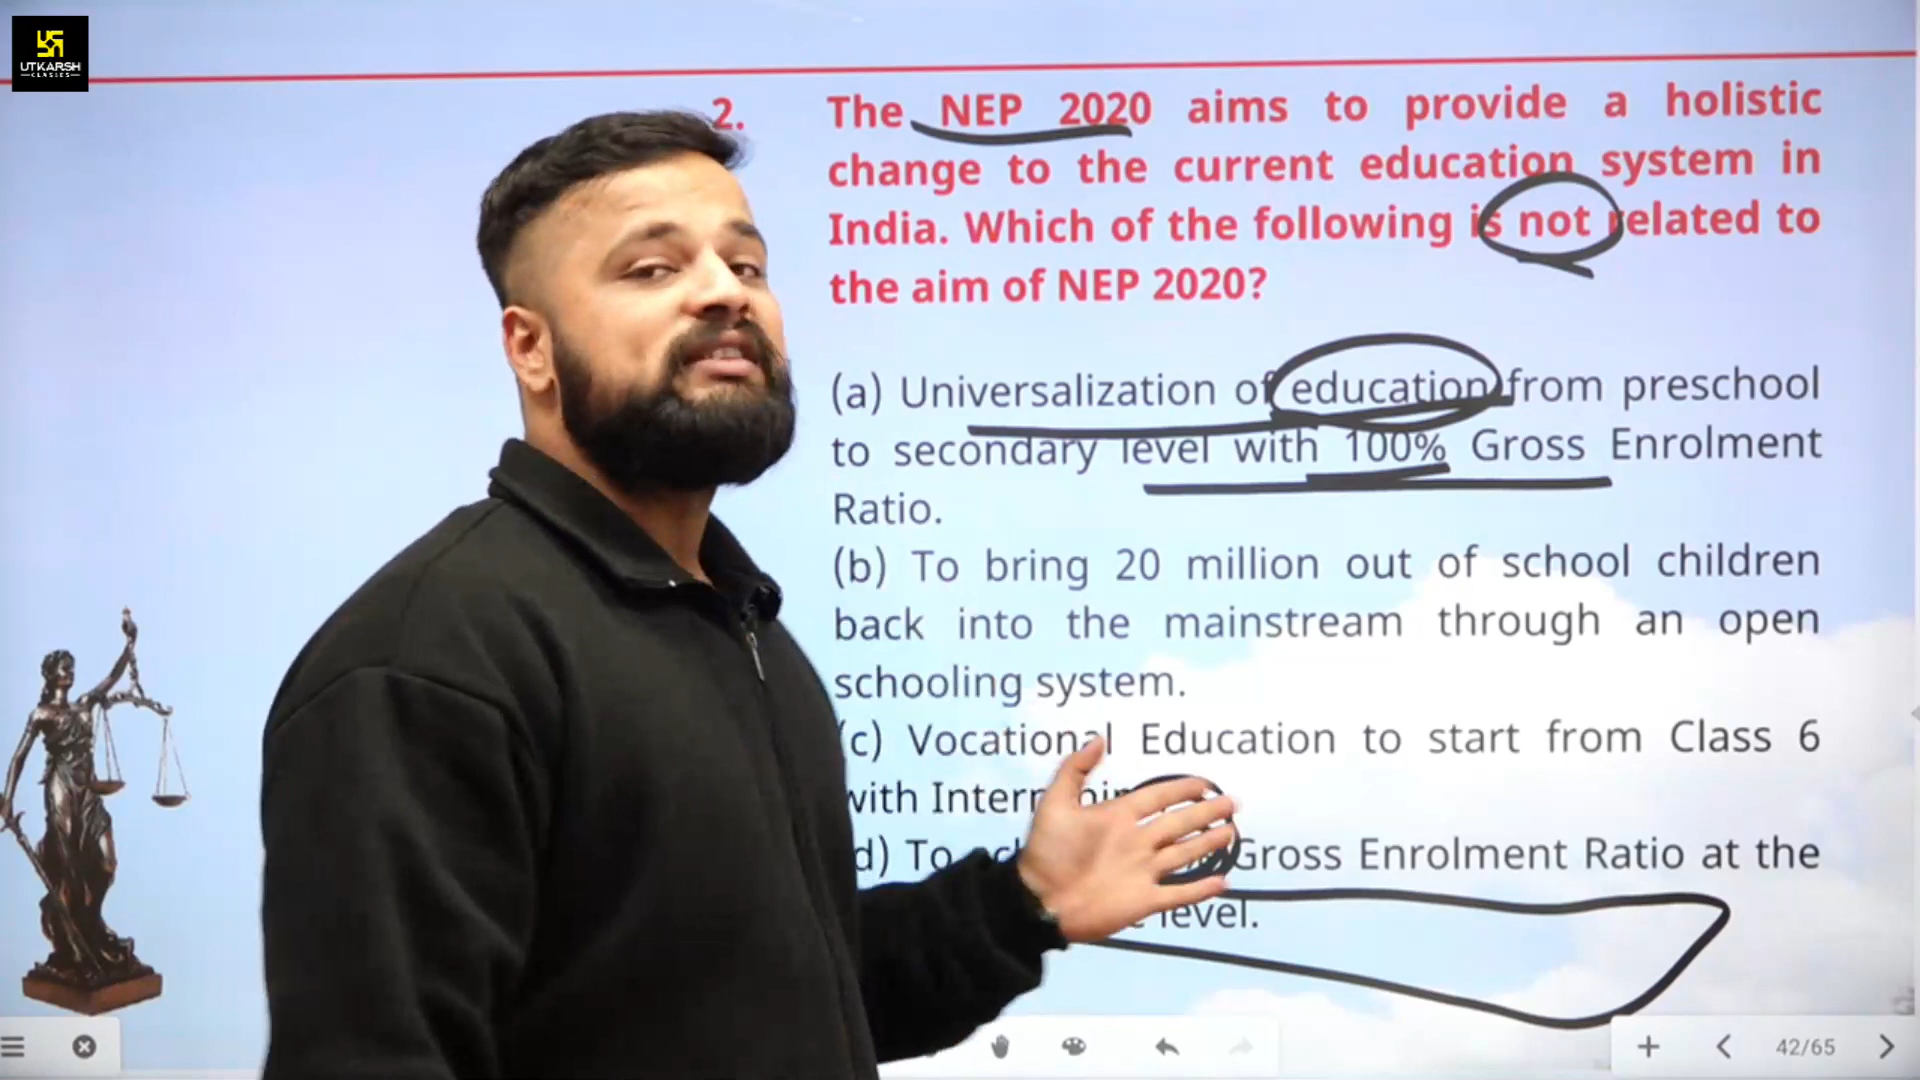 UTKARSH
CLASSES
2. The NEP 2020 aims to provide a holistic
change to the current education system in
India. Which of the following is not related to
the aim of NEP 2020?
(a) Universalization of education from preschool
to secondary level with 100% Gross Enrolment
Ratio.
(b) To bring 20 million out of school children
back into the mainstream through an open
schooling system.
(c) Vocational Education to start from Class 6
with
(d) To Gross Enrolment Ratio at the
level.
42/65